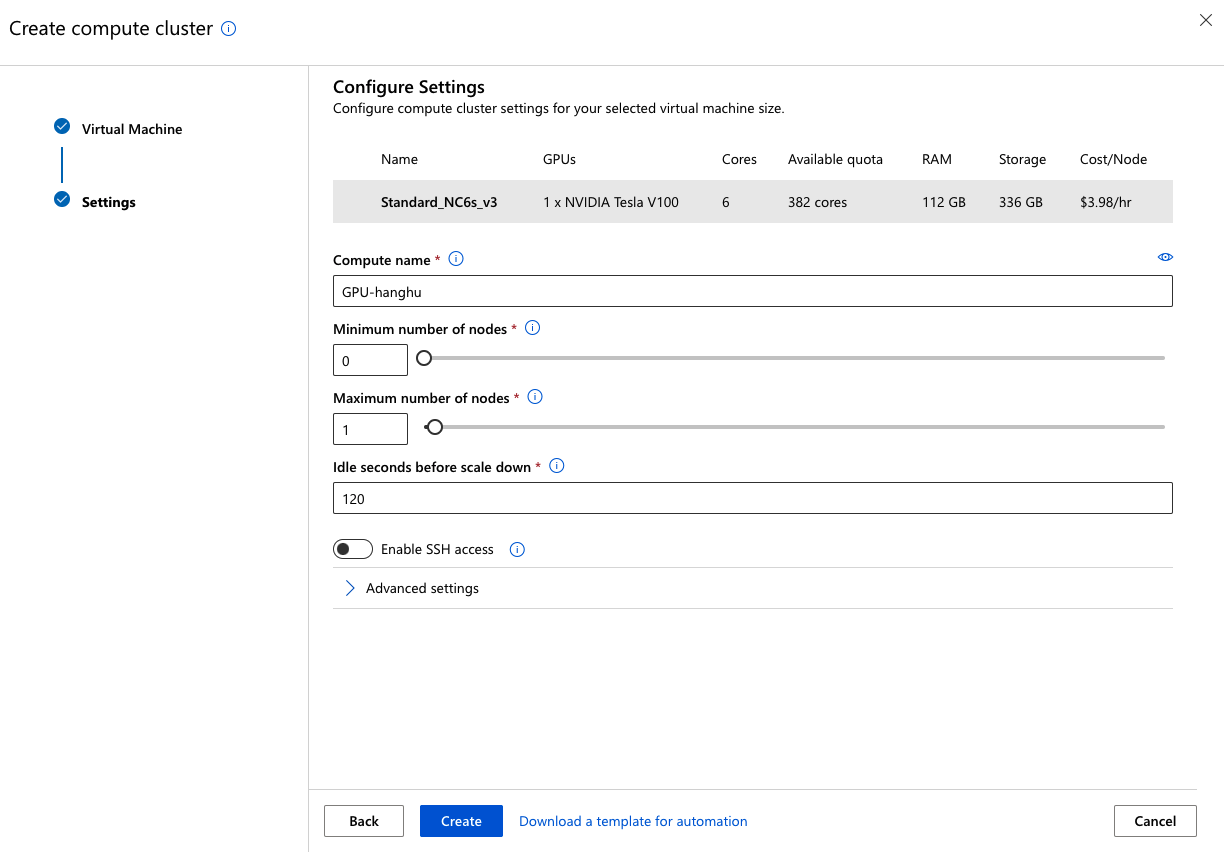 Create compute cluster
Virtual Machine
Settings
Configure Settings
Configure compute cluster settings for your selected virtual machine size.
Name GPUs Cores Available quota RAM Storage Cost/Node
Standard_NC6s_v3 1 x NVIDIA Tesla V100 6 382 cores 112 GB 336 GB $3.98/hr
Compute name *
GPU-hanghu
Minimum number of nodes *
0
Maximum number of nodes *
1
Idle seconds before scale down *
120
Enable SSH access
Advanced settings
Back Create Download a template for automation Cancel